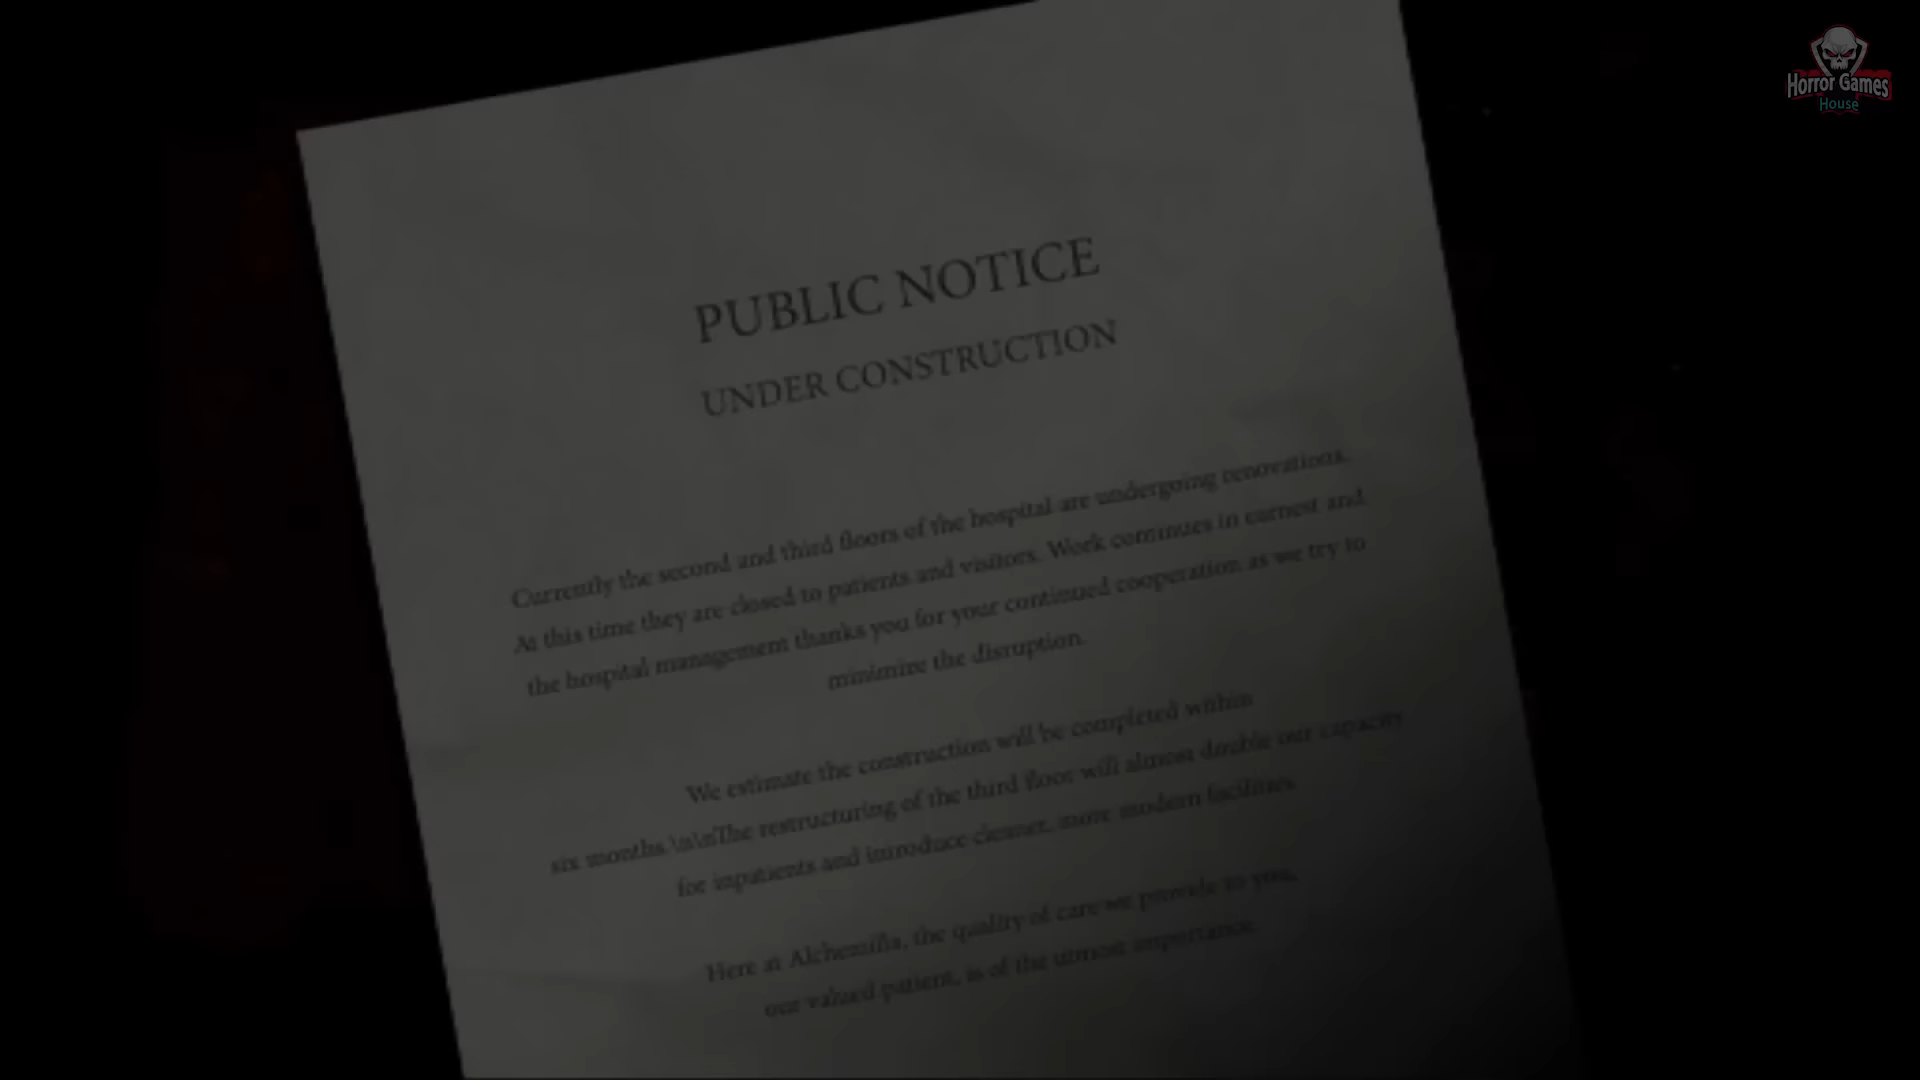 Horror Games
House
PUBLIC NOTICE
UNDER CONSTRUCTION
Currently the second and third floors of the hospital are undergoing renovations.
At this time they are closed to patients and visitors. Work continues in earnest and
the hospital management thanks you for your continued cooperation as we try to
minimize the disruption.
We estimate the construction will be completed within
six months.\n\nThe restructuring of the third floor will almost double our capacity
for inpatients and introduce cleaner, more modern facilities.
Here at Alchemilla, the quality of care we provide to you,
our valued patient, is of the utmost importance.